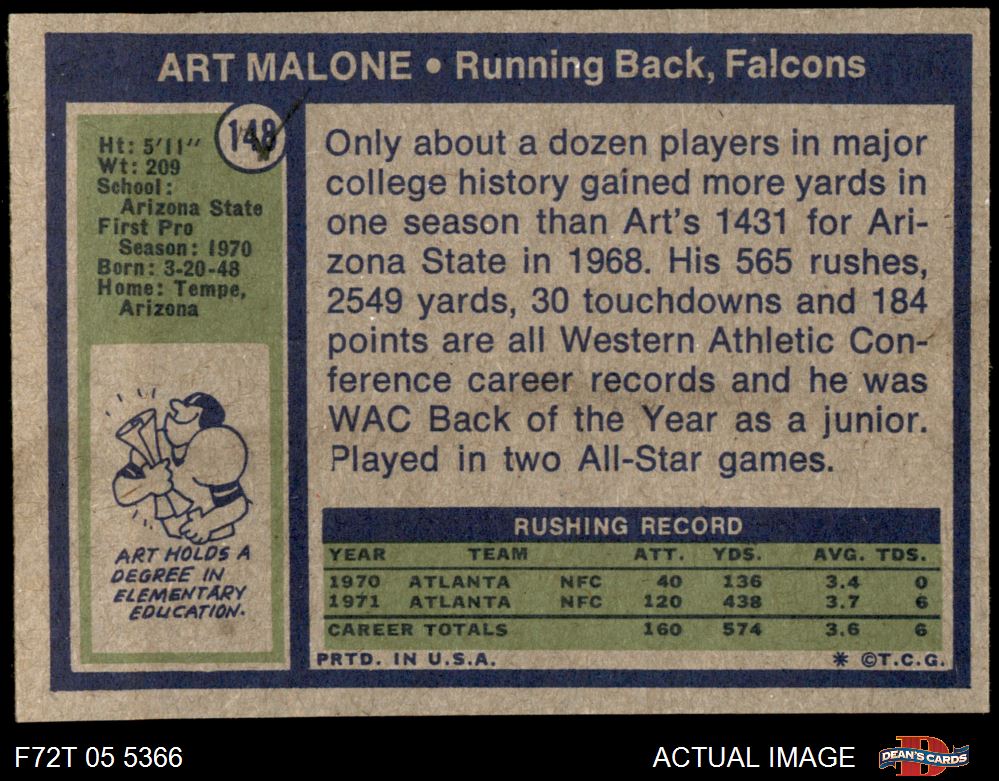 ART MALONE • Running Back, Falcons
148
Ht: 5'11"
Wt: 209
School:
Arizona State
First Pro
Season: 1970
Born: 3-20-48
Home: Tempe,
Arizona
ART HOLDS A
DEGREE IN
ELEMENTARY
EDUCATION.
Only about a dozen players in major
college history gained more yards in
one season than Art's 1431 for Ari-
zona State in 1968. His 565 rushes,
2549 yards, 30 touchdowns and 184
points are all Western Athletic Con-
ference career records and he was
WAC Back of the Year as a junior.
Played in two All-Star games.
RUSHING RECORD
YEAR TEAM ATT. YDS. AVG. TDS.
1970 ATLANTA NFC 40 136 3.4 0
1971 ATLANTA NFC 120 438 3.7 6
CAREER TOTALS 160 574 3.6 6
PRTD. IN U.S.A. * ©T.C.G.
F72T 05 5366 ACTUAL IMAGE DEAN'S CARDS